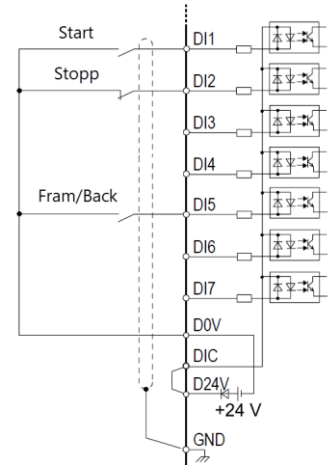 Start
DI1
Stopp
DI2
DI3
DI4
Fram/Back
DI5
DI6
DI7
D0V
DIC
D24V
+24 V
GND